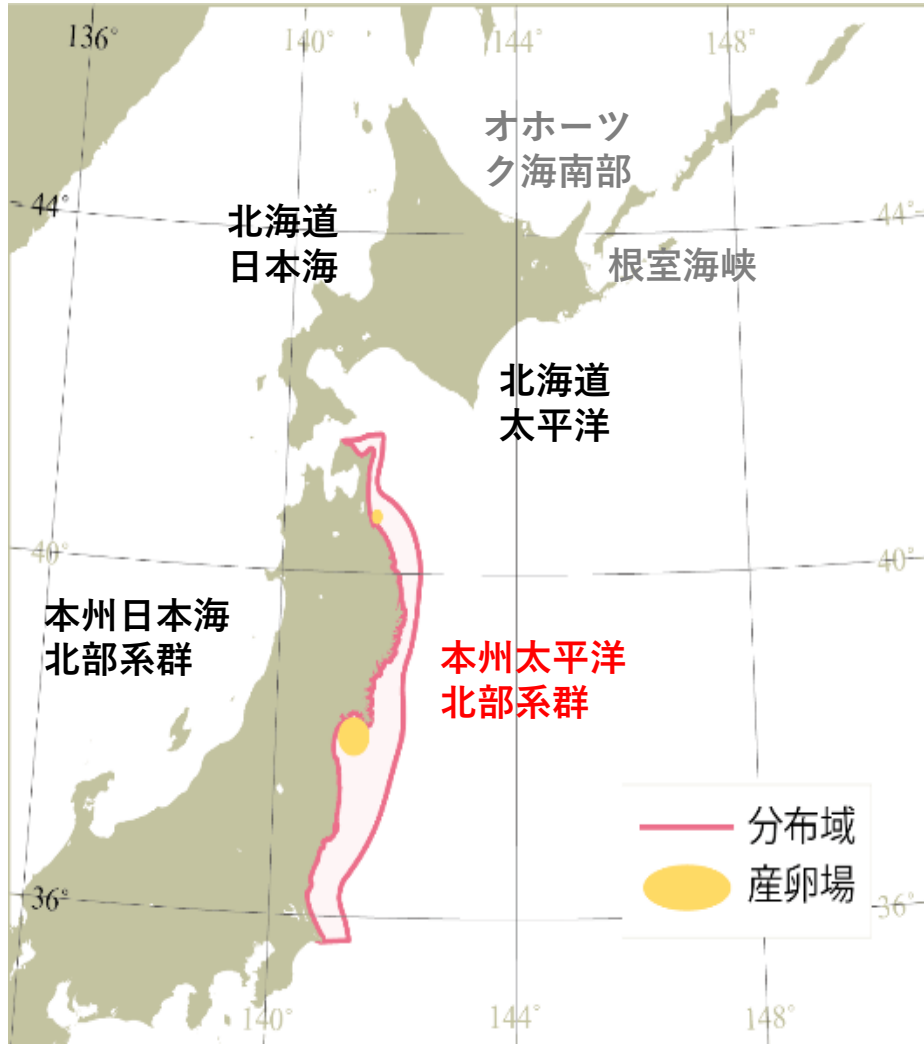 136°
140°
144°
148°
オホーツ
ク海南部
44°
44°
北海道
日本海
根室海峡
北海道
太平洋
40°
40°
本州日本海
北部系群
本州太平洋
北部系群
分布域
産卵場
36°
36°
140°
144°
148°